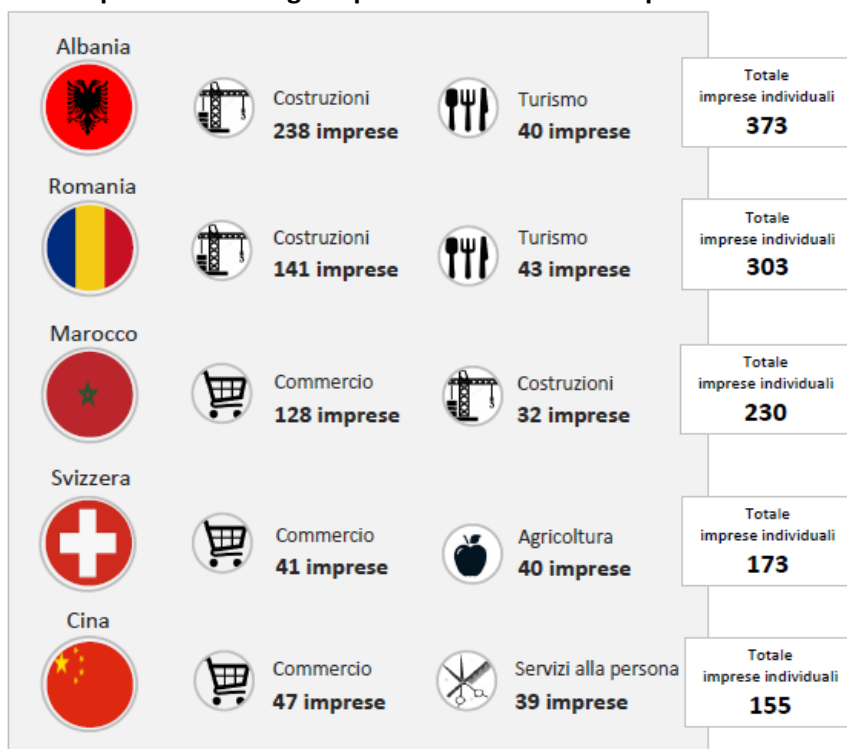 Albania
Costruzioni
238 imprese
Turismo
40 imprese
Totale
imprese individuali
373
Romania
Costruzioni
141 imprese
Turismo
43 imprese
Totale
imprese individuali
303
Marocco
Commercio
128 imprese
Costruzioni
32 imprese
Totale
imprese individuali
230
Svizzera
Commercio
41 imprese
Agricoltura
40 imprese
Totale
imprese individuali
173
Cina
Commercio
47 imprese
Servizi alla persona
39 imprese
Totale
imprese individuali
155